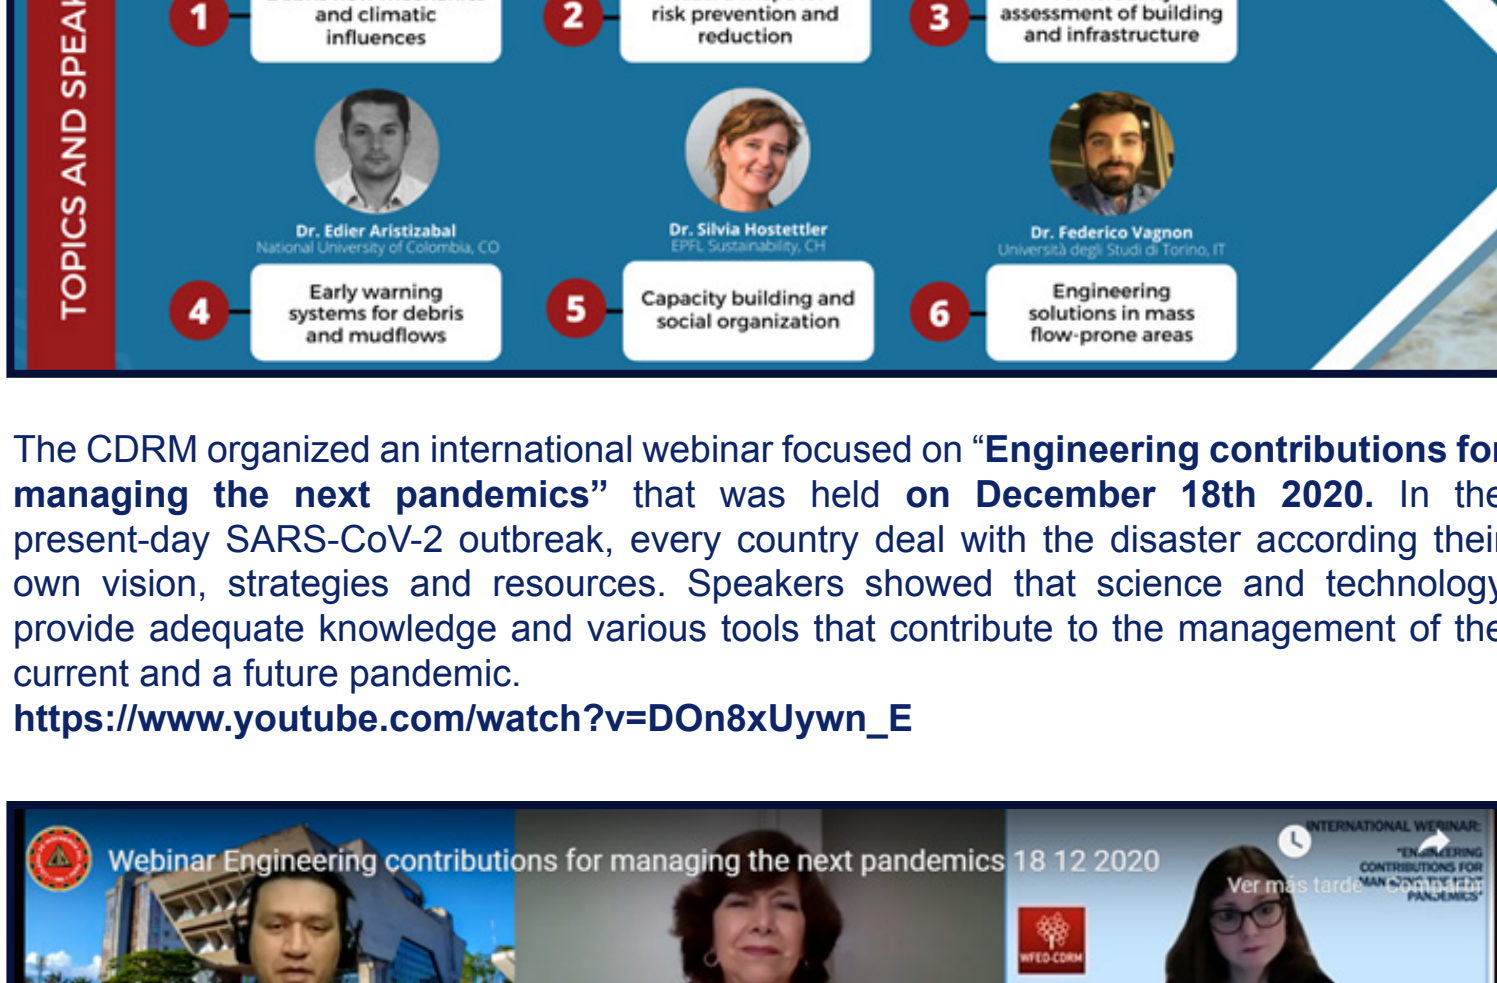 TOPICS AND SPEAK
1
and climatic
influences
2
risk prevention and
reduction
3
assessment of building
and infrastructure
Dr. Edier Aristizabal
National University of Colombia, CO
Dr. Silvia Hostettler
EPFL Sustainability, CH
Dr. Federico Vagnon
Università degli Studi di Torino, IT
4
Early warning
systems for debris
and mudflows
5
Capacity building and
social organization
6
Engineering
solutions in mass
flow-prone areas
The CDRM organized an international webinar focused on “Engineering contributions for
managing the next pandemics” that was held on December 18th 2020. In the
present-day SARS-CoV-2 outbreak, every country deal with the disaster according their
own vision, strategies and resources. Speakers showed that science and technology
provide adequate knowledge and various tools that contribute to the management of the
current and a future pandemic.
https://www.youtube.com/watch?v=DOn8xUywn_E
Webinar Engineering contributions for managing the next pandemics 18 12 2020
INTERNATIONAL WEBINAR:
"ENGINEERING
CONTRIBUTIONS FOR
PANDEMICS"
Ver más tarde
Compartir
WFEO-CDRM